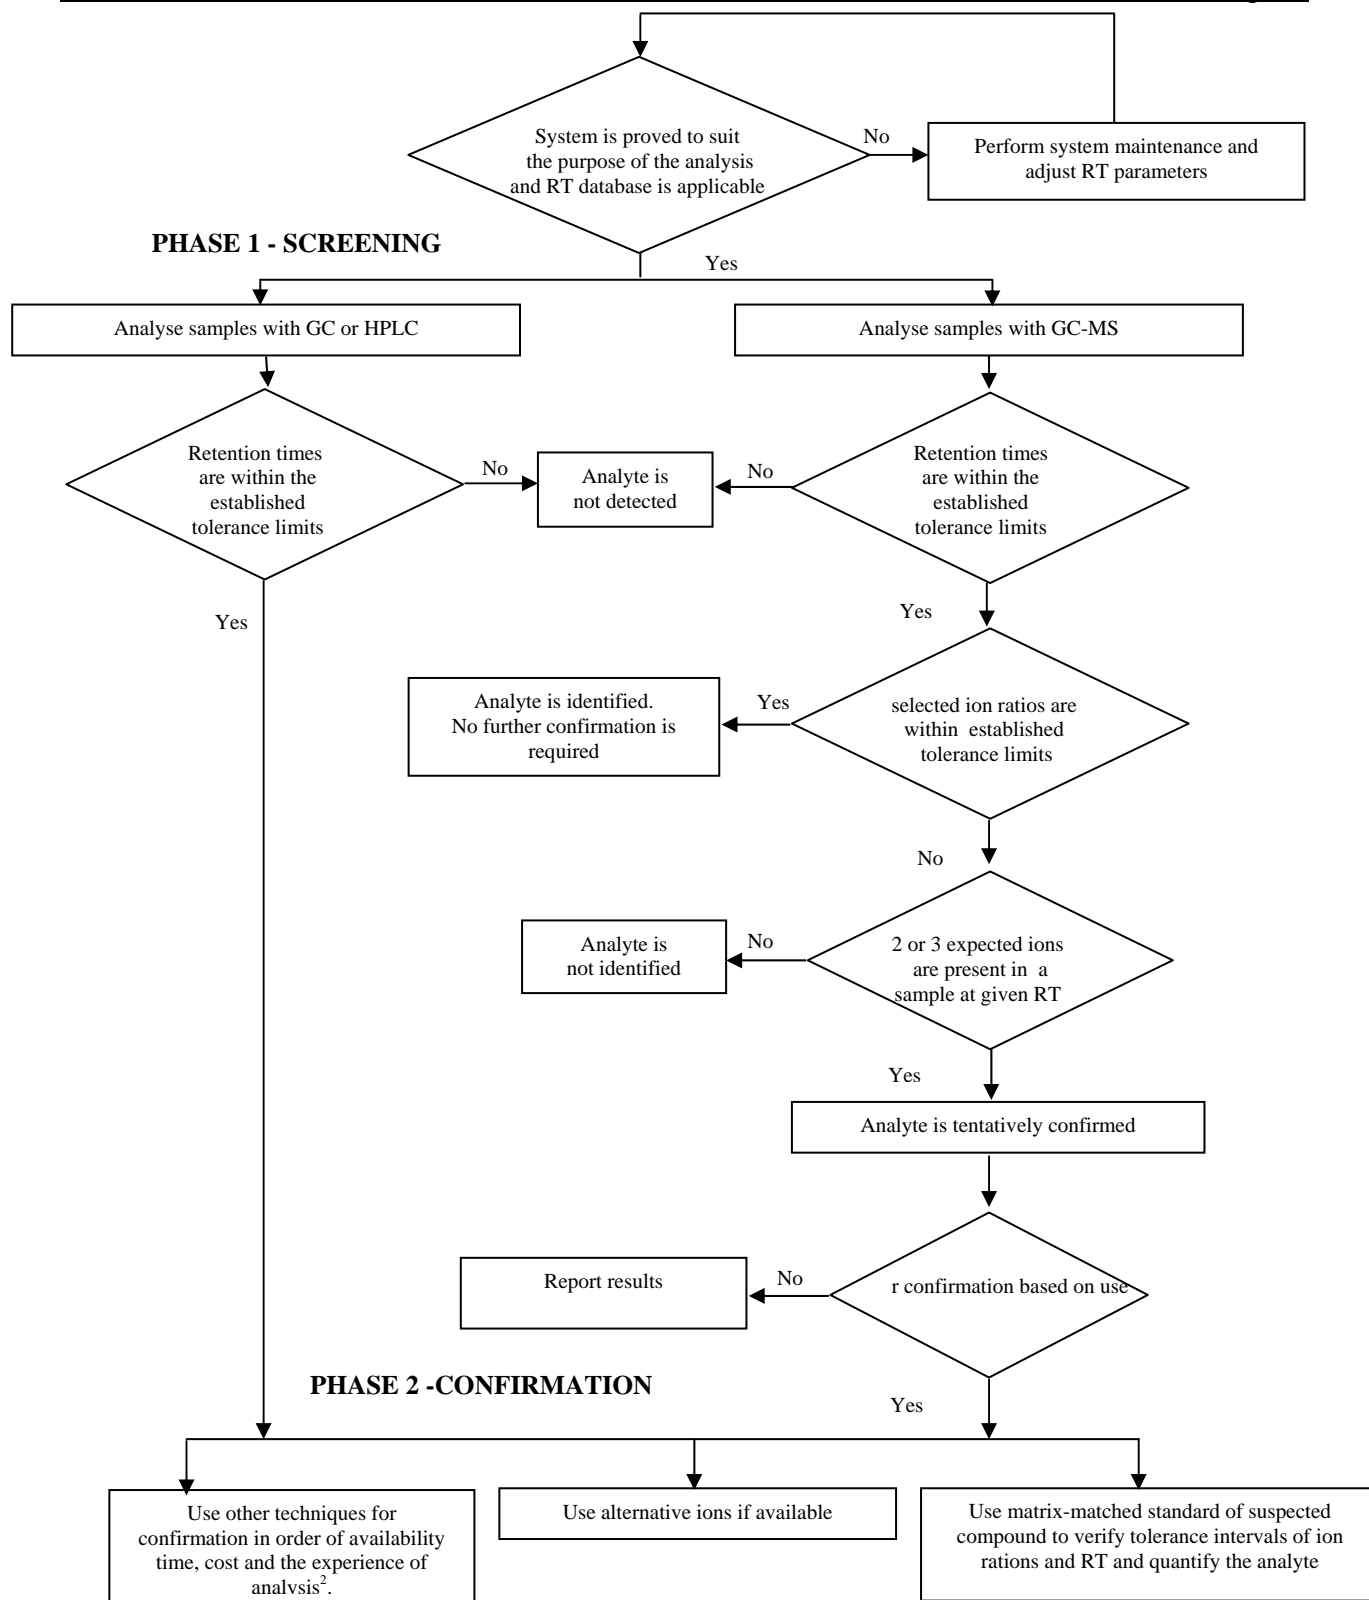 System is proved to suit
the purpose of the analysis
and RT database is applicable
No
Perform system maintenance and
adjust RT parameters
PHASE 1 - SCREENING
Yes
Analyse samples with GC or HPLC
Analyse samples with GC-MS
Retention times
are within the
established
tolerance limits
No
Analyte is
not detected
No
Retention times
are within the
established
tolerance limits
Yes
Yes
Analyte is identified.
No further confirmation is
required
Yes
selected ion ratios are
within established
tolerance limits
No
Analyte is
not identified
No
2 or 3 expected ions
are present in a
sample at given RT
Yes
Analyte is tentatively confirmed
Report results
No
r confirmation based on use
PHASE 2 -CONFIRMATION
Yes
Use other techniques for
confirmation in order of availability
time, cost and the experience of
analysis².
Use alternative ions if available
Use matrix-matched standard of suspected
compound to verify tolerance intervals of ion
rations and RT and quantify the analyte